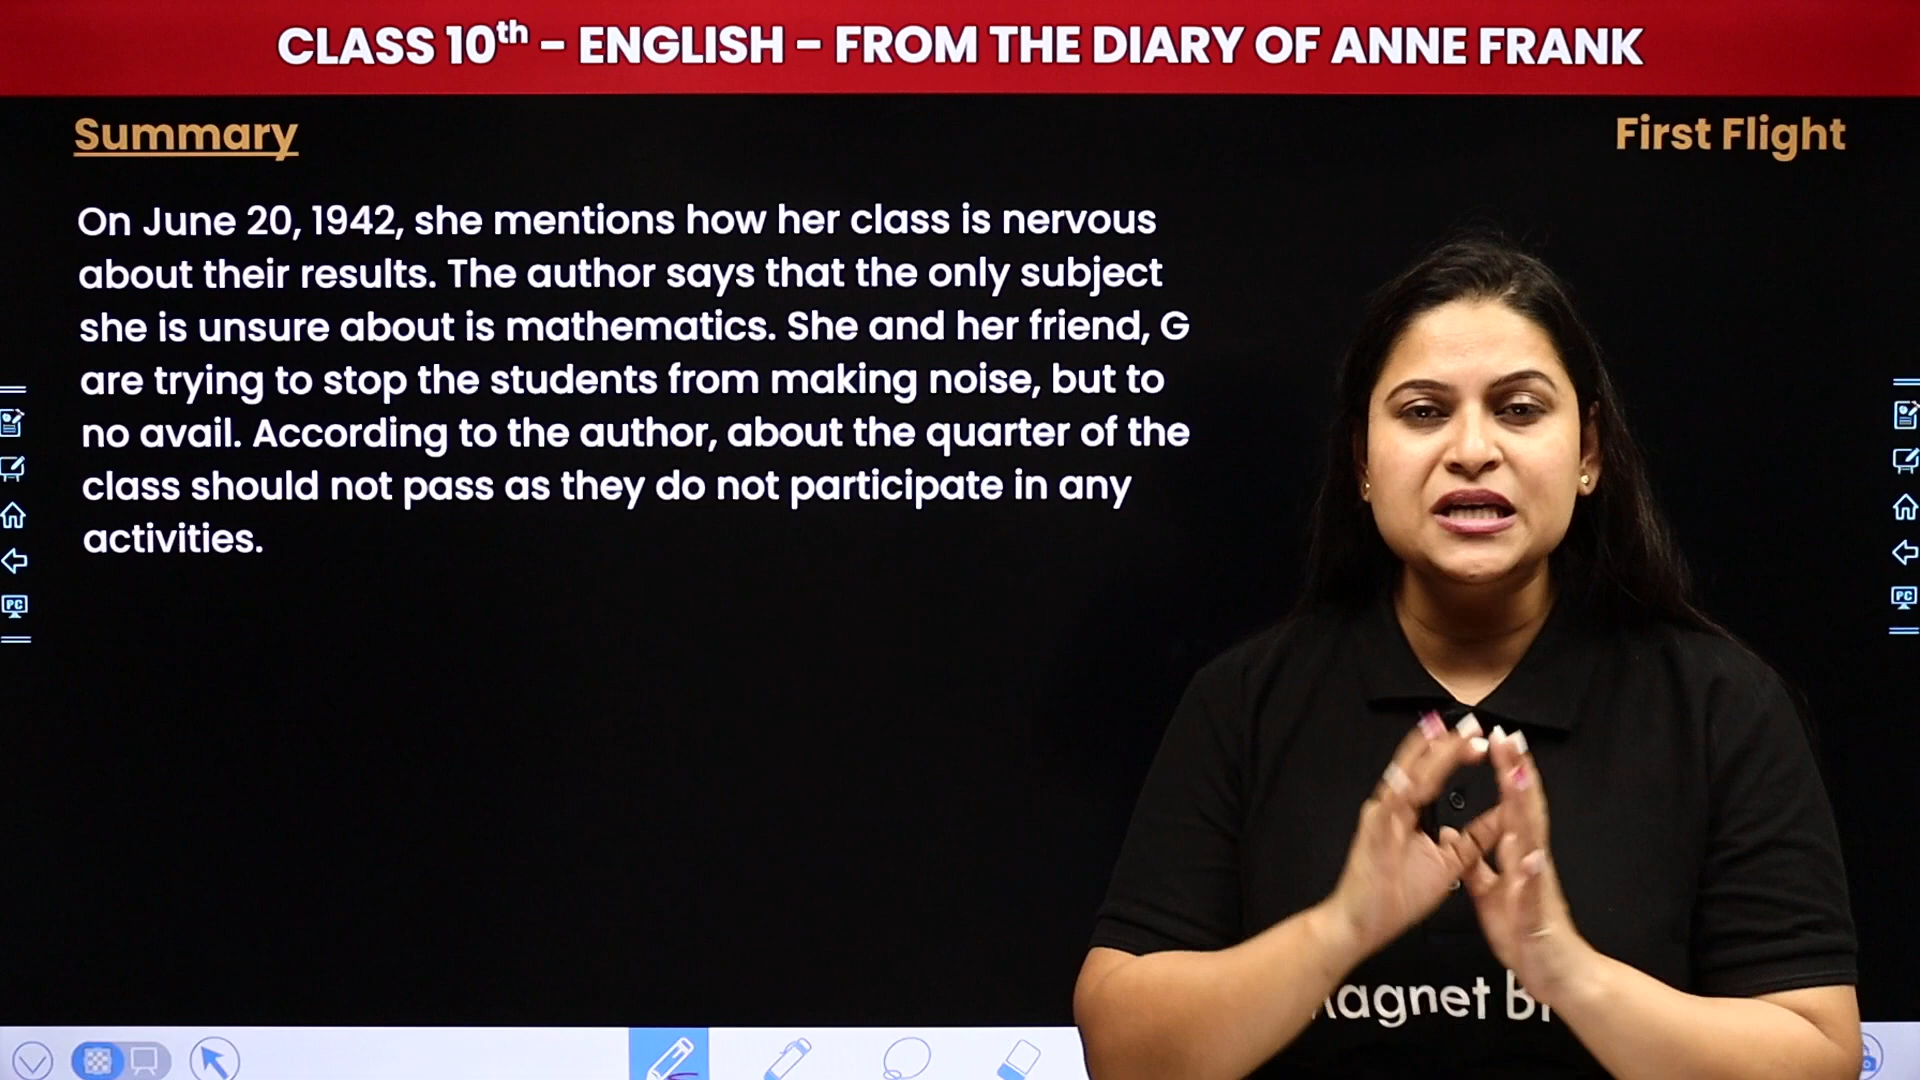 CLASS 10th - ENGLISH - FROM THE DIARY OF ANNE FRANK
Summary
First Flight
On June 20, 1942, she mentions how her class is nervous
about their results. The author says that the only subject
she is unsure about is mathematics. She and her friend, G
are trying to stop the students from making noise, but to
no avail. According to the author, about the quarter of the
class should not pass as they do not participate in any
activities.
PC
PC
agnet Br